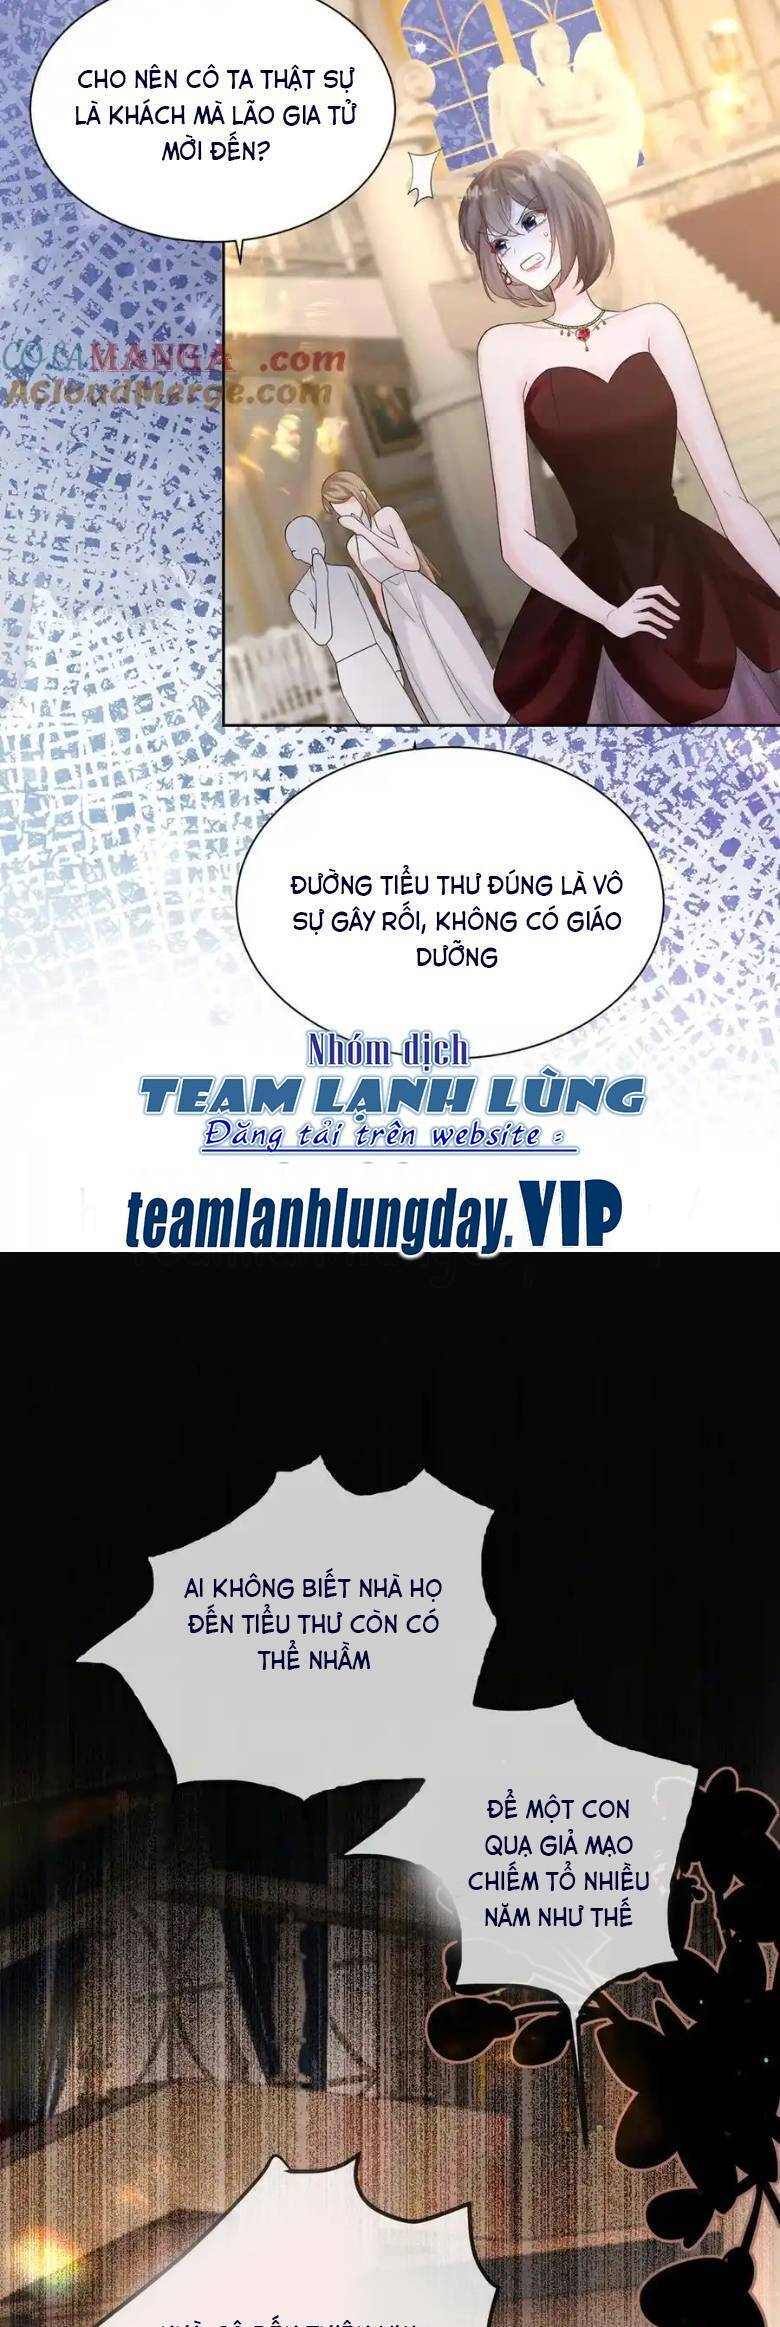 CHO NÊN CÔ TA THẬT SỰ
LÀ KHÁCH MÀ LÃO GIA TỬ
MỜI ĐẾN?
COLAMANGA.com
ACloudMerge.com
ĐƯỜNG TIỂU THƯ ĐÚNG LÀ VÔ
SỰ GÂY RỐI, KHÔNG CÓ GIÁO
DƯỠNG
Nhóm dịch
TEAM LẠNH LÙNG
Đăng tải trên website :
teamlanhlungday.VIP
AI KHÔNG BIẾT NHÀ HỌ
ĐẾN TIỂU THƯ CÒN CÓ
THỂ NHẦM
ĐỂ MỘT CON
QUẠ GIẢ MẠO
CHIẾM TỔ NHIỀU
NĂM NHƯ THẾ